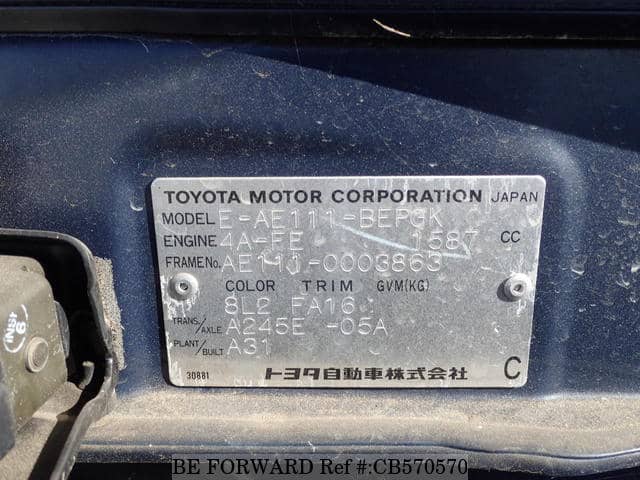 TOYOTA MOTOR CORPORATION JAPAN
MODEL E-AE111-BEPGK
ENGINE 4A-FE 1587 CC
FRAME No. AE111-0003863
COLOR TRIM GVM(KG)
8L2 FA16
TRANS./AXLE A245E -05A
PLANT/BUILT A31
30881 トヨタ自動車株式会社 C
BE FORWARD Ref #:CB570570